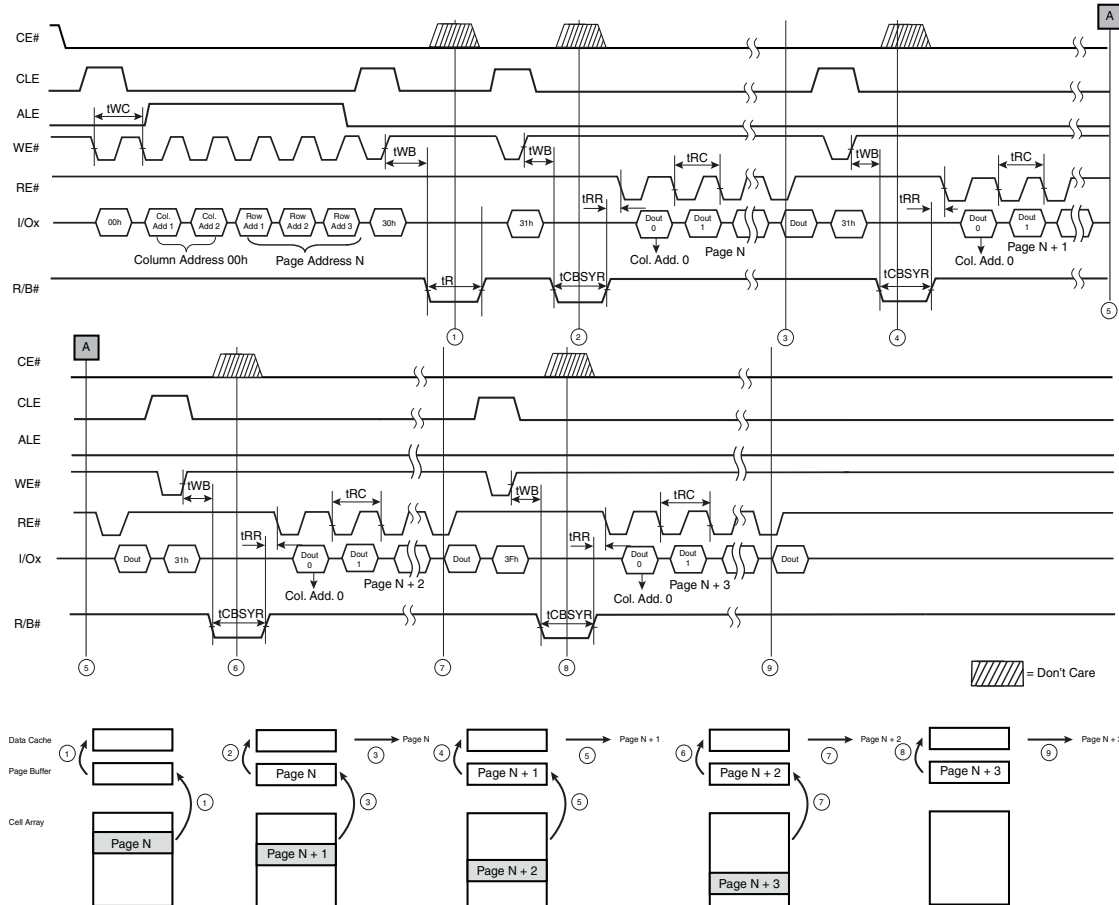 A
CE#
CLE
tWC
ALE
WE#
tWB
tWB
tWB
tRC
tRC
RE#
tRR
tRR
I/Ox
00h
Col. Add 1
Col. Add 2
Row Add 1
Row Add 2
Row Add 3
30h
31h
Dout 0
Dout 1
Dout
31h
Dout 0
Dout 1
Page N
Page N + 1
Column Address 00h
Page Address N
Col. Add. 0
Col. Add. 0
tR
tCBSYR
tCBSYR
R/B#
1
2
3
4
5
A
CE#
CLE
ALE
WE#
tWB
tWB
tRC
tRC
RE#
tRR
tRR
I/Ox
Dout
31h
Dout 0
Dout 1
Dout
3Fh
Dout 0
Dout 1
Dout
Page N + 2
Page N + 3
Col. Add. 0
Col. Add. 0
tCBSYR
tCBSYR
R/B#
5
6
7
8
9
= Don't Care
Data Cache
1
2
3
Page N
4
5
Page N + 1
6
7
Page N + 2
8
9
Page Buffer
Page N
Page N + 1
Page N + 2
Page N + 3
1
3
5
7
Cell Array
Page N
Page N + 1
Page N + 2
Page N + 3